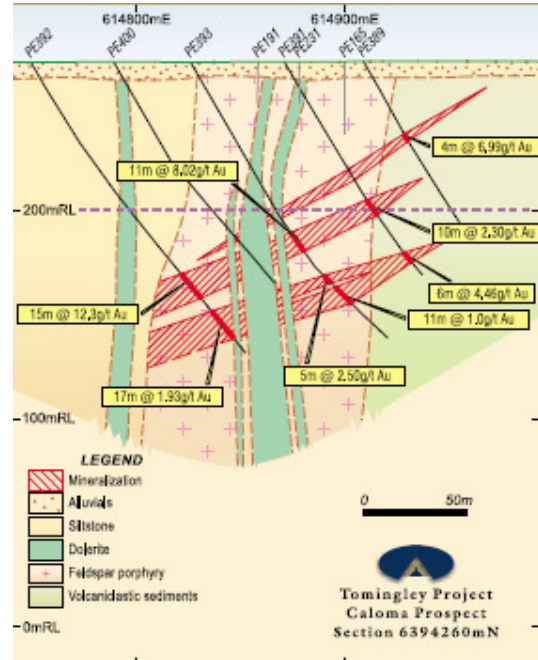 614800mE 614900mE
PE392 PE400 PE393 PE191 PE261 PE165 PE389
4m @ 6.99g/t Au
11m @ 8.02g/t Au
200mRL
10m @ 2.30g/t Au
6m @ 4.46g/t Au
15m @ 12.3g/t Au
11m @ 1.0g/t Au
5m @ 2.50g/t Au
17m @ 1.93g/t Au
100mRL
LEGEND
Mineralization
Alluvials
Siltstone
Dolerite
Feldspar porphyry
Volcaniclastic sediments
0 50m
Tomingley Project
Caloma Prospect
Section 6394260mN
0mRL